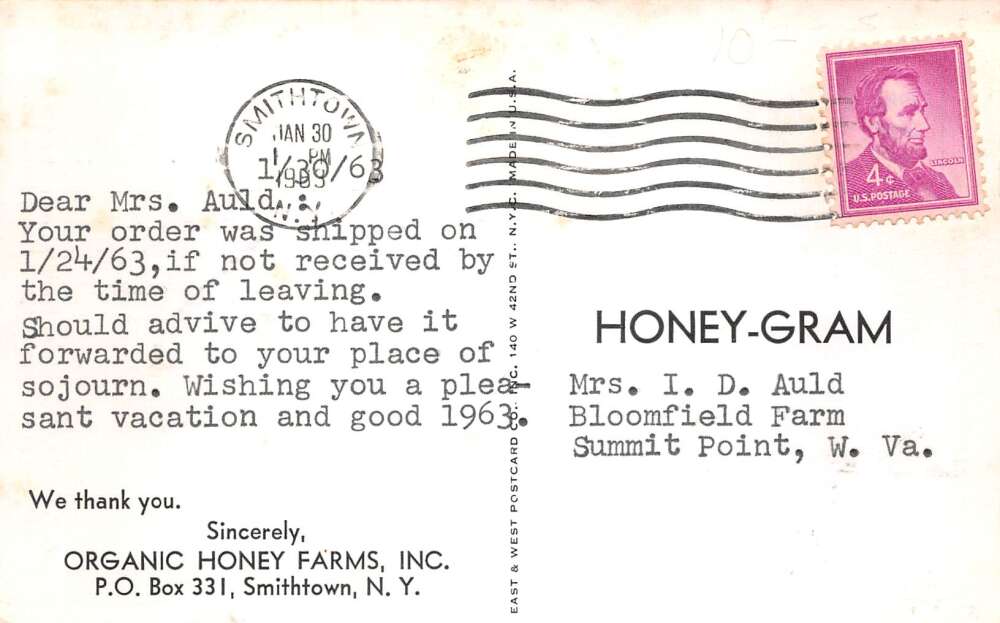 SMITHTOWN
JAN 30
PM
1963
N.Y.
1/30/63
Dear Mrs. Auld.:
Your order was shipped on
1/24/63,if not received by
the time of leaving.
Should advive to have it
forwarded to your place of
sojourn. Wishing you a plea-
sant vacation and good 1963.
We thank you.
Sincerely,
ORGANIC HONEY FARMS, INC.
P.O. Box 331, Smithtown, N. Y.
EAST & WEST POSTCARD CO., INC. 140 W 42ND ST., N.Y.C. MADE IN U.S.A.
LINCOLN
4¢
U.S. POSTAGE
HONEY-GRAM
Mrs. I. D. Auld
Bloomfield Farm
Summit Point, W. Va.